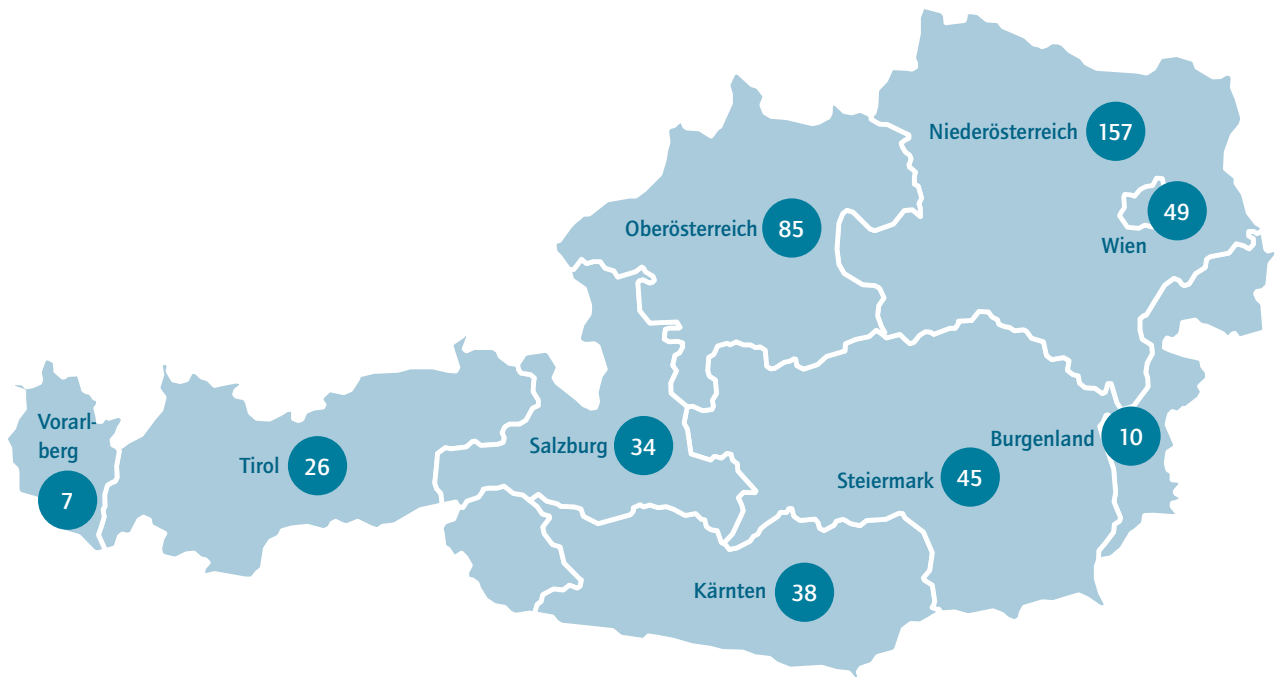 Niederösterreich 157
49
Wien
Oberösterreich 85
Vorarl-
berg
7
Tirol 26
Salzburg 34
Burgenland 10
Steiermark 45
Kärnten 38